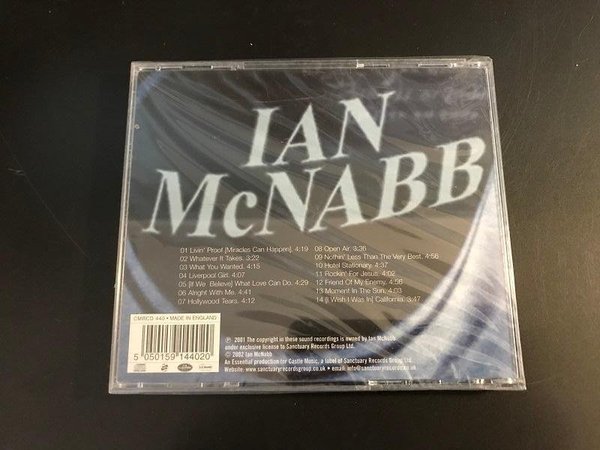 IAN
McNABB
01 Livin' Proof [Miracles Can Happen]. 4:19
02 Whatever It Takes. 3:22
03 What You Wanted. 4:15
04 Liverpool Girl. 4:07
05 [If We Believe] What Love Can Do. 4:29
06 Alright With Me. 4:41
07 Hollywood Tears. 4:12
08 Open Air. 3:36
09 Nothin' Less Than The Very Best. 4:56
10 Hotel Stationary. 4:37
11 Rockin' For Jesus. 4:02
12 Friend Of My Enemy. 4:56
13 Moment In The Sun. 4:03
14 [I Wish I Was In] California. 3:47
CMRCD 440 • MADE IN ENGLAND
5 050159 144020
℗ 2001 The copyright in these sound recordings is owned by Ian McNabb
under exclusive license to Sanctuary Records Group Ltd.
© 2002 Ian McNabb
An Essential production for Castle Music, a label of Sanctuary Records Group Ltd.
Website: www.sanctuaryrecordsgroup.co.uk • email: info@sanctuaryrecords.co.uk